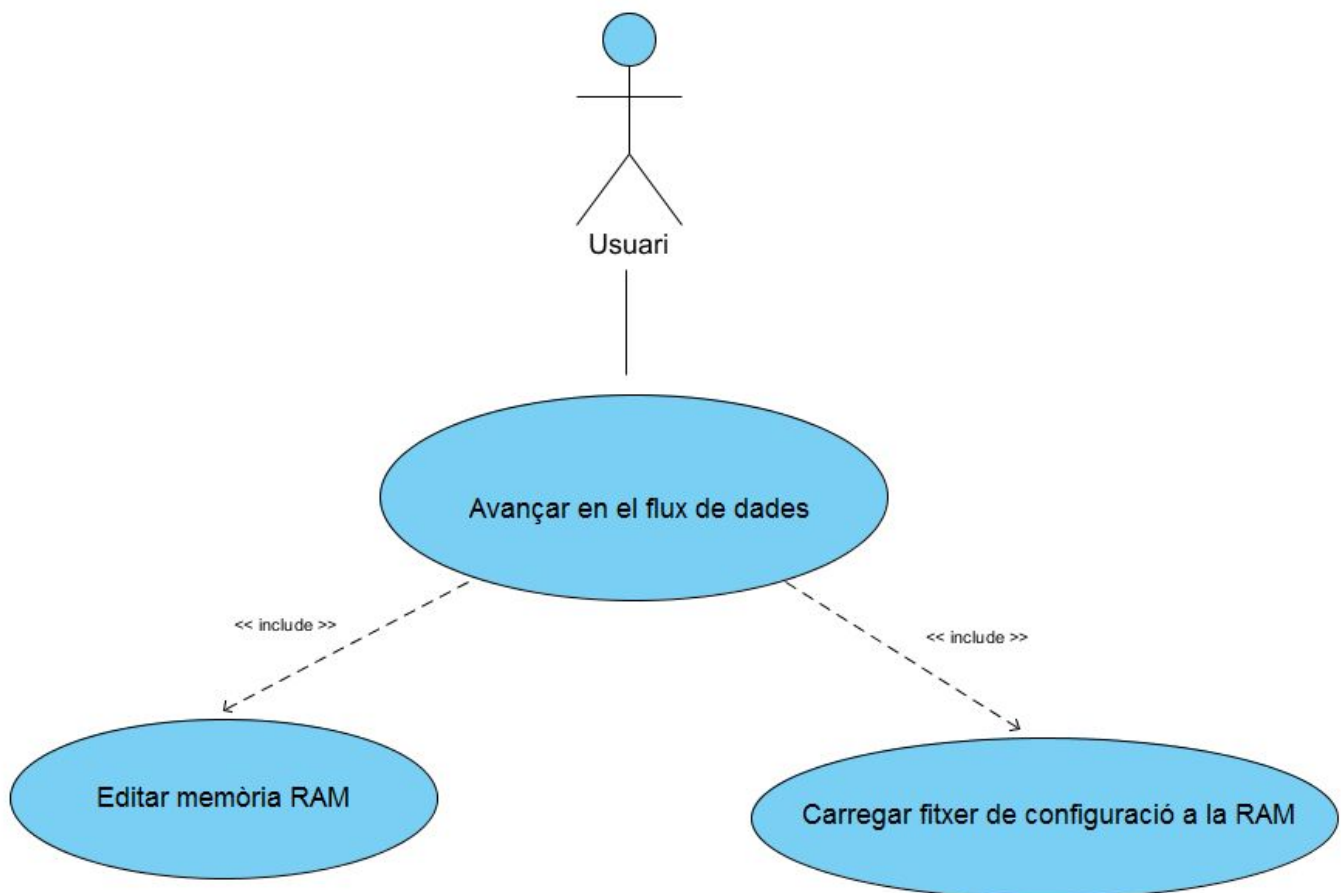 Usuari
Avançar en el flux de dades
<< include >>
<< include >>
Editar memòria RAM
Carregar fitxer de configuració a la RAM